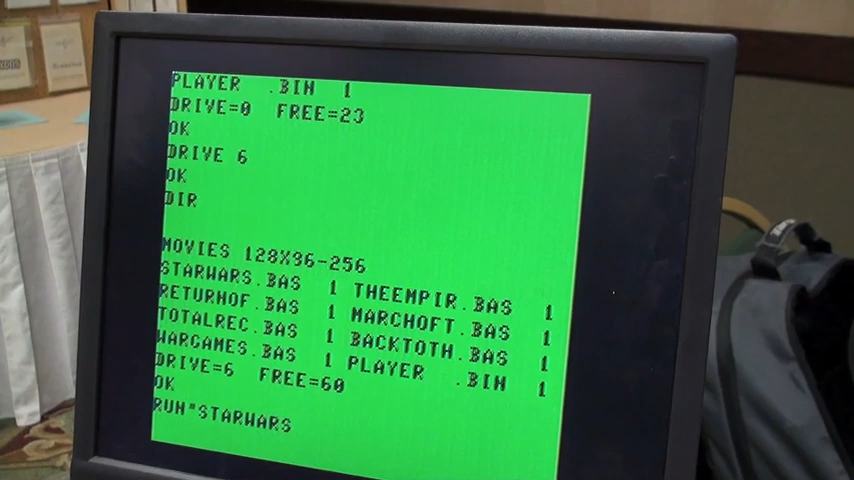 PLAYER .BIN 1
DRIVE=0 FREE=23
OK
DRIVE 6
OK
DIR
MOVIES 128X96-256
STARWARS.BAS 1 THEEMPIR.BAS 1
RETURNOF.BAS 1 MARCHOFT.BAS 1
TOTALREC.BAS 1 BACKTOTH.BAS 1
WARGAMES.BAS 1 PLAYER .BIN 1
DRIVE=6 FREE=60
OK
RUN"STARWARS